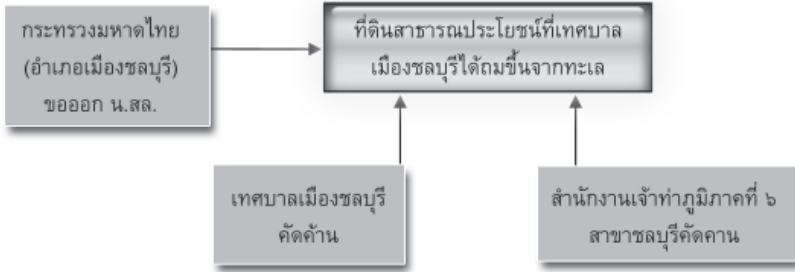 กระทรวงมหาดไทย
(อำเภอเมืองชลบุรี)
ขอออก น.สล.
ที่ดินสาธารณประโยชน์ที่เทศบาล
เมืองชลบุรีได้ถมขึ้นจากทะเล
เทศบาลเมืองชลบุรี
คัดค้าน
สำนักงานเจ้าท่าภูมิภาคที่ ๖
สาขาชลบุรีคัดคาน